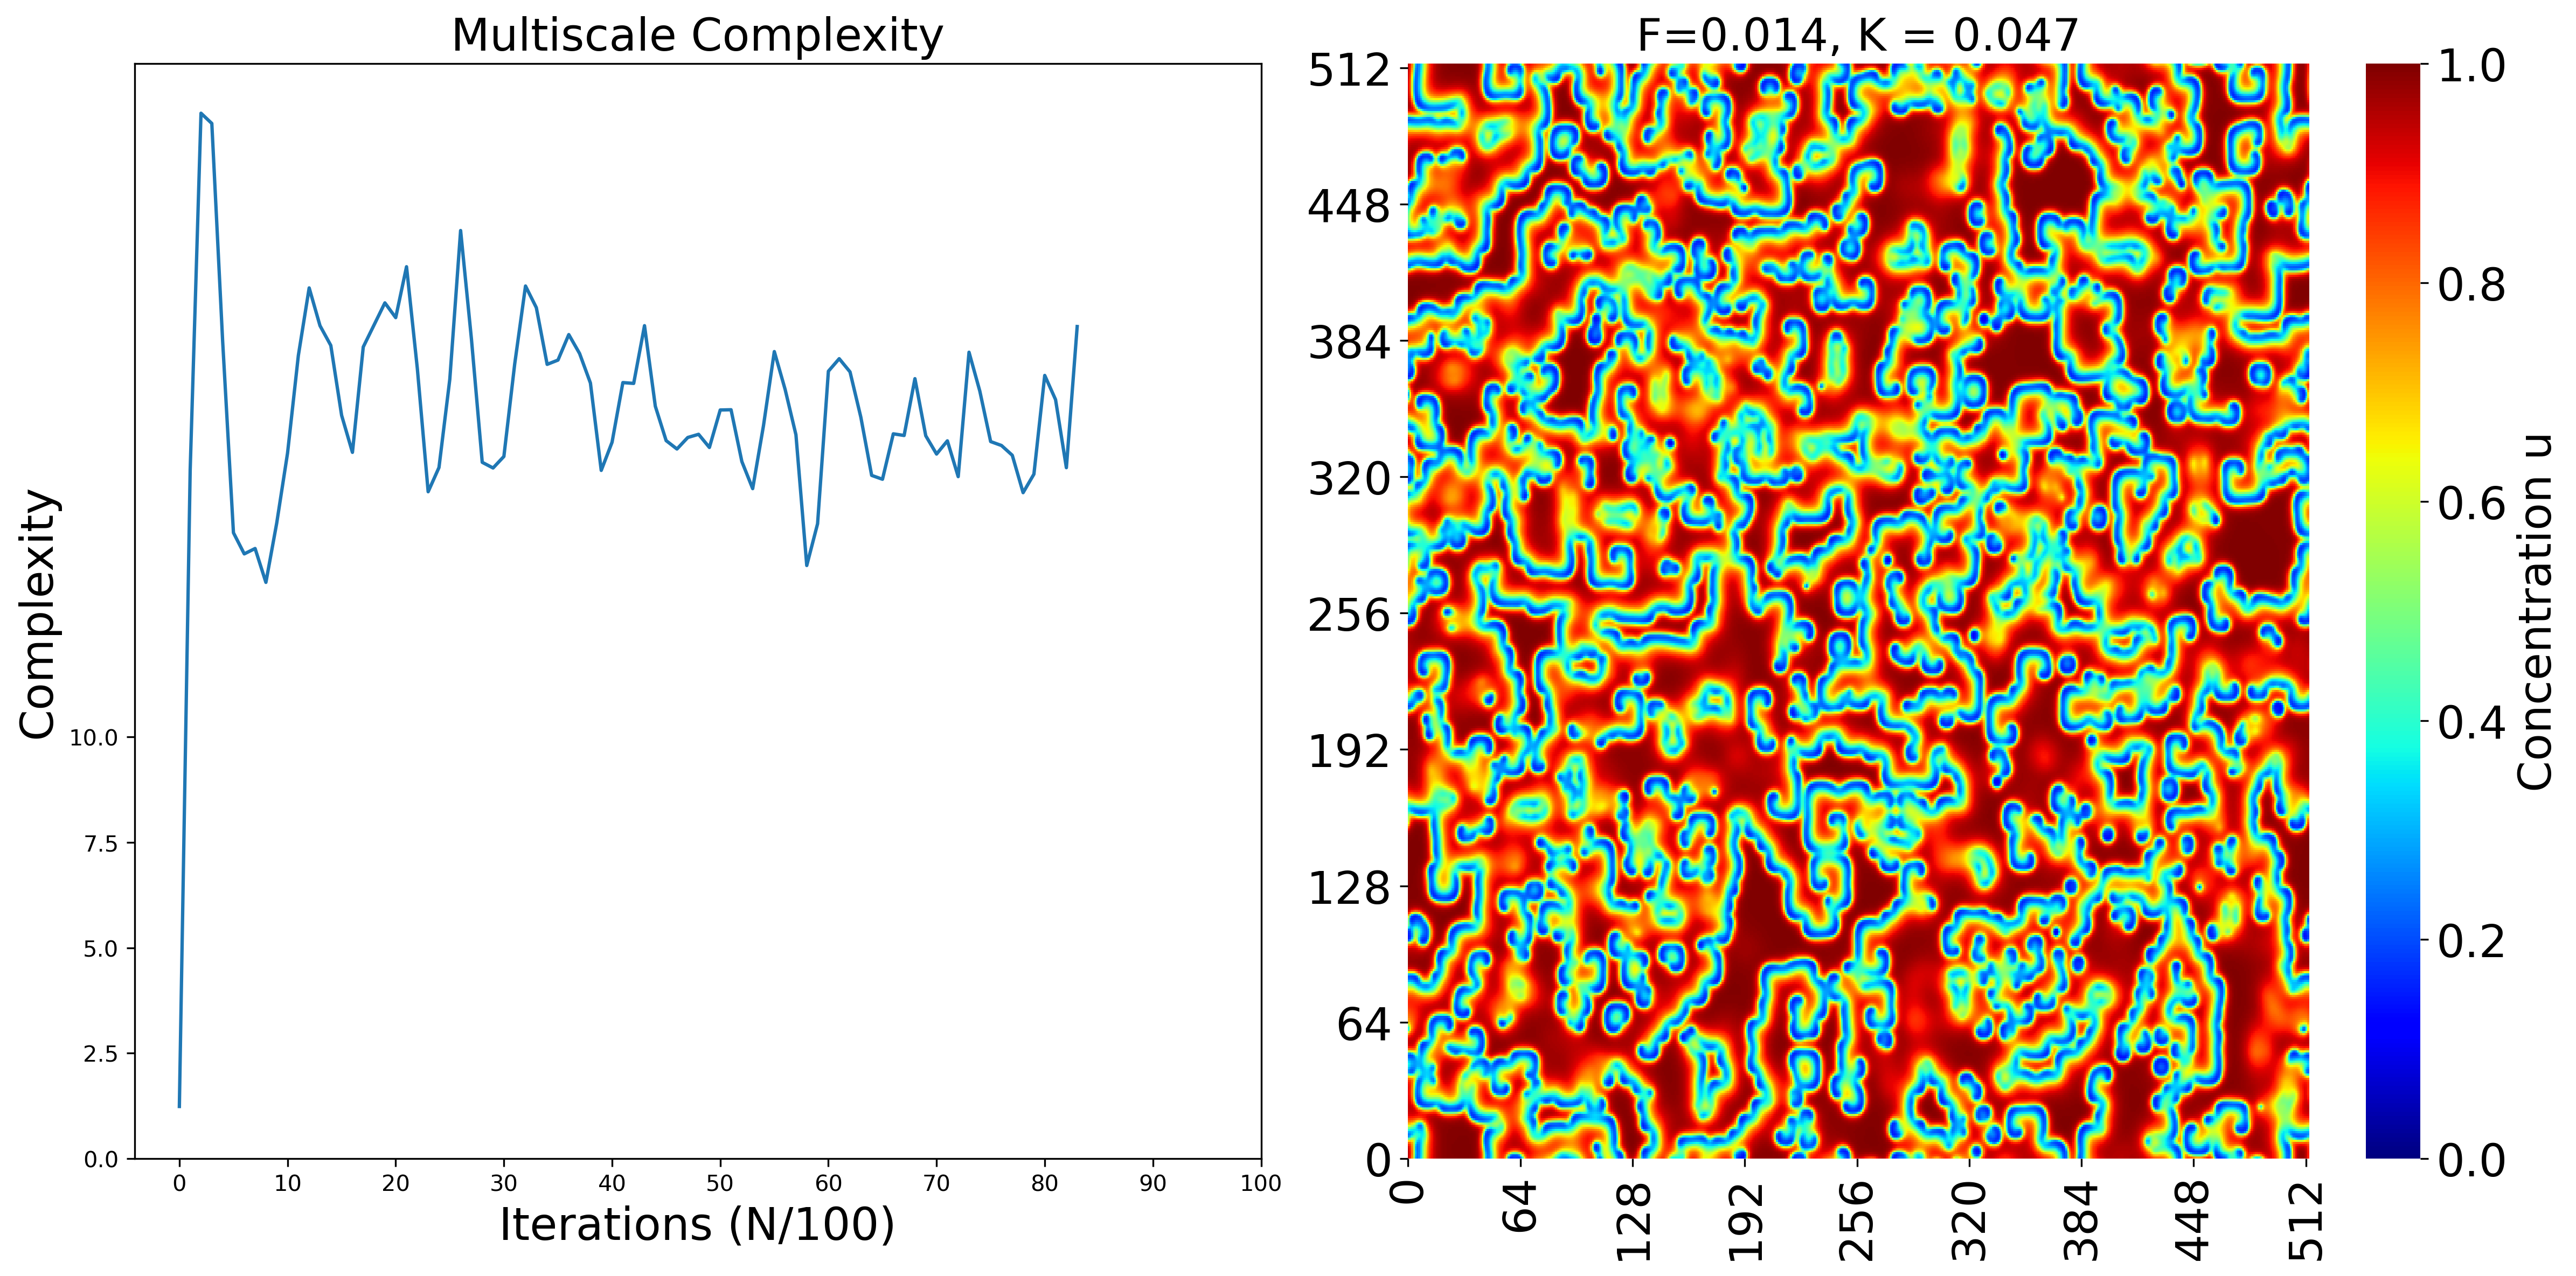 Multiscale Complexity
Complexity
10.0
7.5
5.0
2.5
0.0
0 10 20 30 40 50 60 70 80 90 100
Iterations (N/100)
F=0.014, K = 0.047
512
448
384
320
256
192
128
64
0
0 64 128 192 256 320 384 448 512
1.0
0.8
0.6
0.4
0.2
0.0
Concentration u